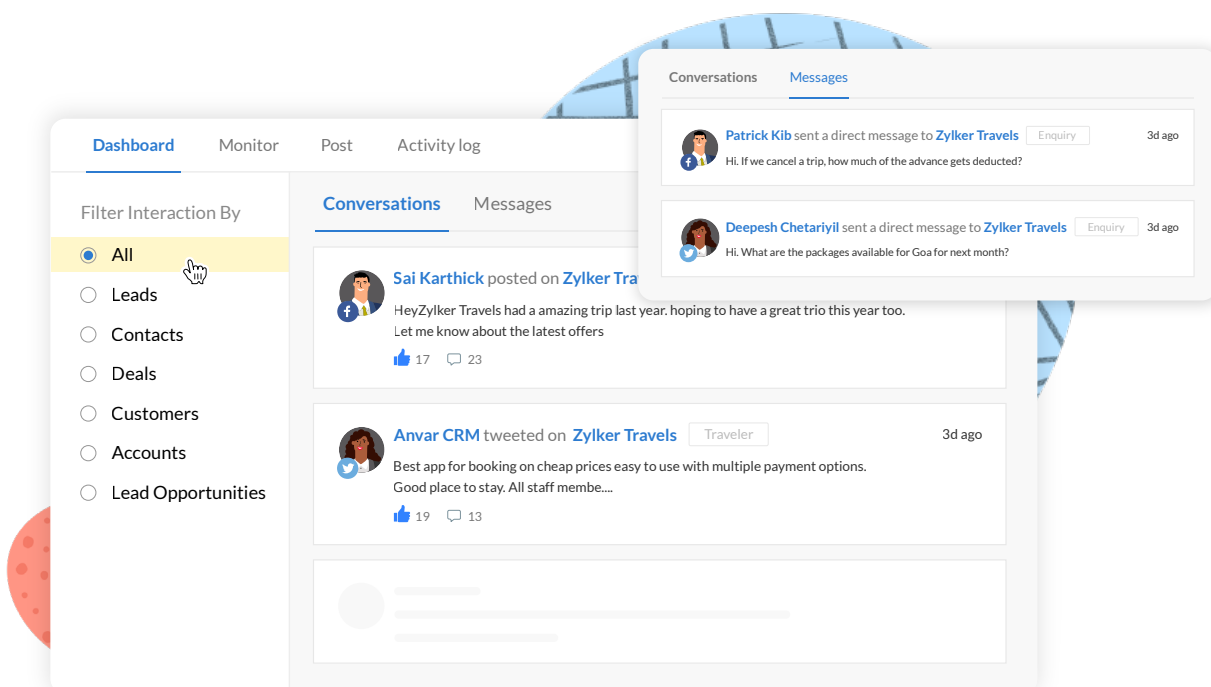 Conversations
Messages
Patrick Kib sent a direct message to Zylker Travels
Enquiry
3d ago
Hi. If we cancel a trip, how much of the advance gets deducted?
Deepesh Chetariyil sent a direct message to Zylker Travels
Enquiry
3d ago
Hi. What are the packages available for Goa for next month?
Dashboard
Monitor
Post
Activity log
Filter Interaction By
All
Leads
Contacts
Deals
Customers
Accounts
Lead Opportunities
Conversations
Messages
Sai Karthick posted on Zylker Tra
HeyZylker Travels had a amazing trip last year. hoping to have a great trio this year too.
Let me know about the latest offers
17
23
Anvar CRM tweeted on Zylker Travels
Traveler
3d ago
Best app for booking on cheap prices easy to use with multiple payment options.
Good place to stay. All staff membe....
19
13